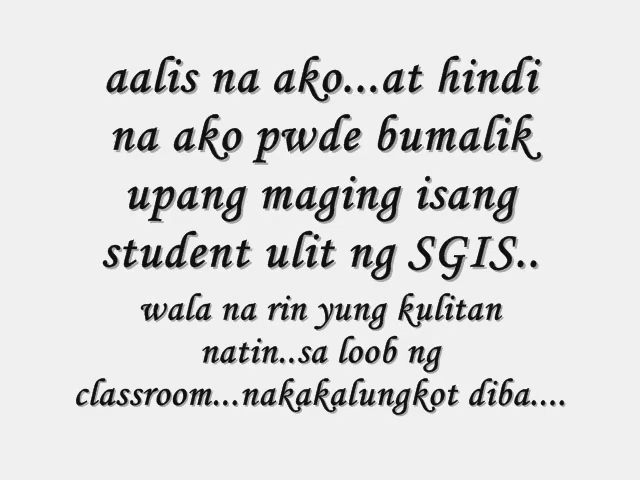 aalis na ako...at hindi
na ako pwde bumalik
upang maging isang
student ulit ng SGIS..
wala na rin yung kulitan
natin..sa loob ng
classroom...nakakalungkot diba....